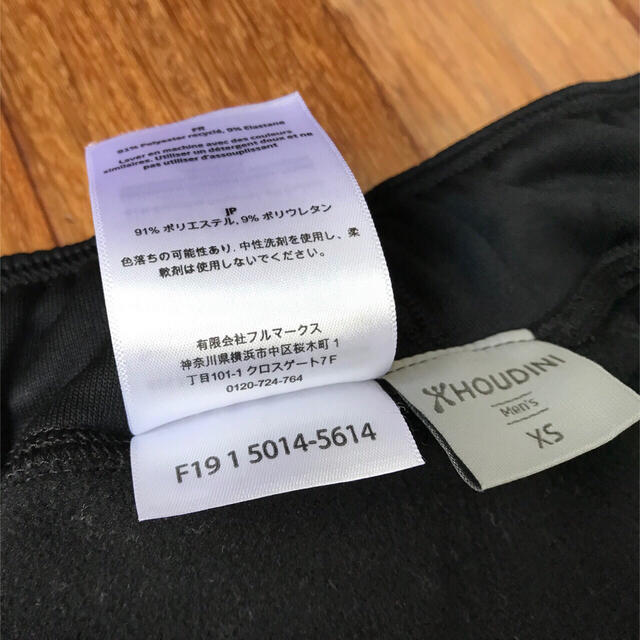 FR
91% Polyester recyclé, 9% Elastane
Laver en machine avec des couleurs
similaires. Utiliser un détergent doux et ne
pas utiliser d'assouplissant
JP
91% ポリエステル, 9% ポリウレタン
色落ちの可能性あり, 中性洗剤を使用し、柔
軟剤は使用しないでください。
有限会社フルマークス
神奈川県横浜市中区桜木町 1
丁目101-1 クロスゲート7F
0120-724-764
F19 1 5014-5614
HOUDINI
Men's
XS